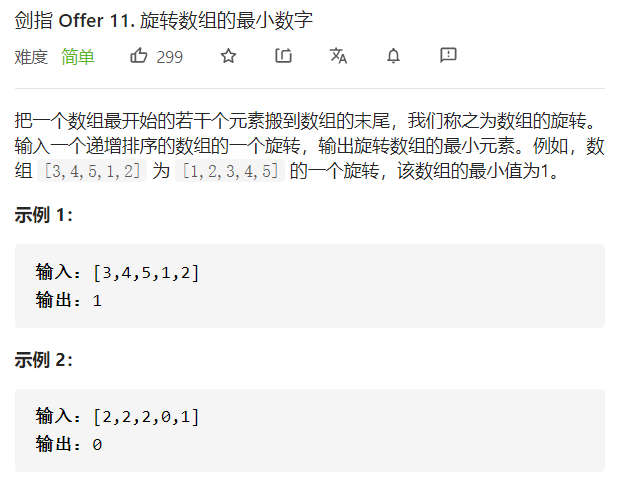 剑指 Offer 11. 旋转数组的最小数字
难度 简单 299
把一个数组最开始的若干个元素搬到数组的末尾，我们称之为数组的旋转。
输入一个递增排序的数组的一个旋转，输出旋转数组的最小元素。例如，数
组 [3,4,5,1,2] 为 [1,2,3,4,5] 的一个旋转，该数组的最小值为1。
示例 1：
输入：[3,4,5,1,2]
输出：1
示例 2：
输入：[2,2,2,0,1]
输出：0